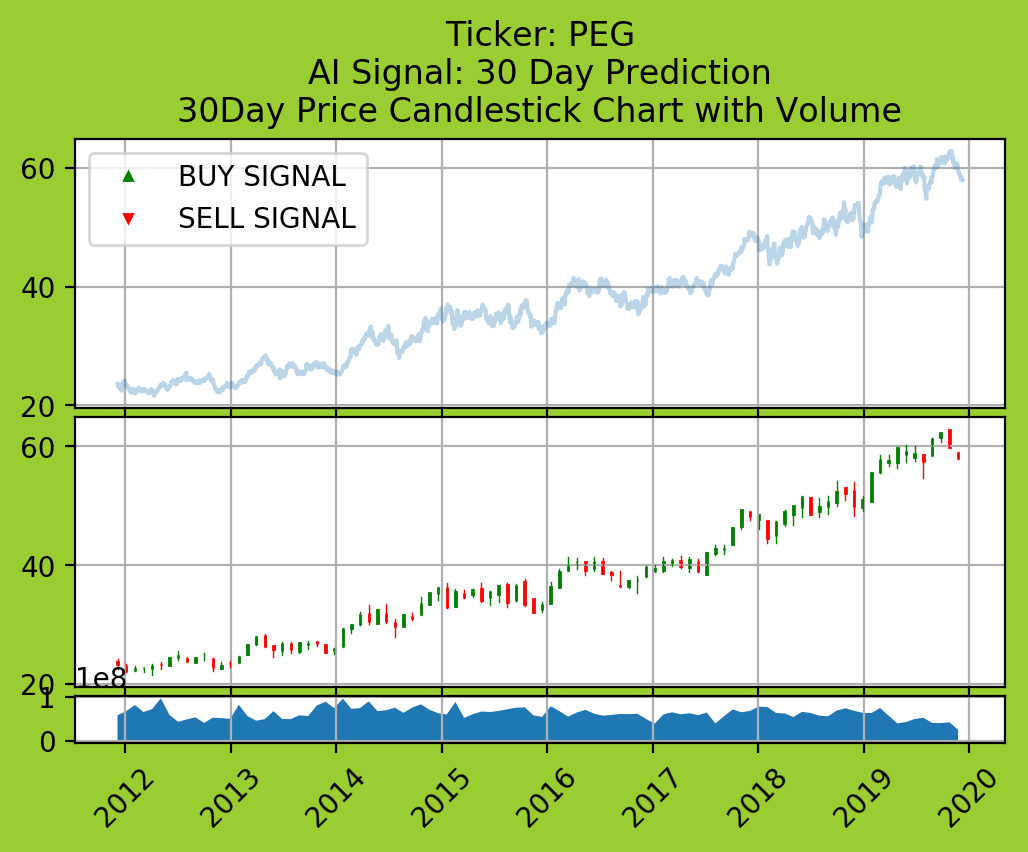 Ticker: PEG
AI Signal: 30 Day Prediction
30Day Price Candlestick Chart with Volume
BUY SIGNAL
SELL SIGNAL
60
40
20
60
40
20
1e8
1
0
2012 2013 2014 2015 2016 2017 2018 2019 2020